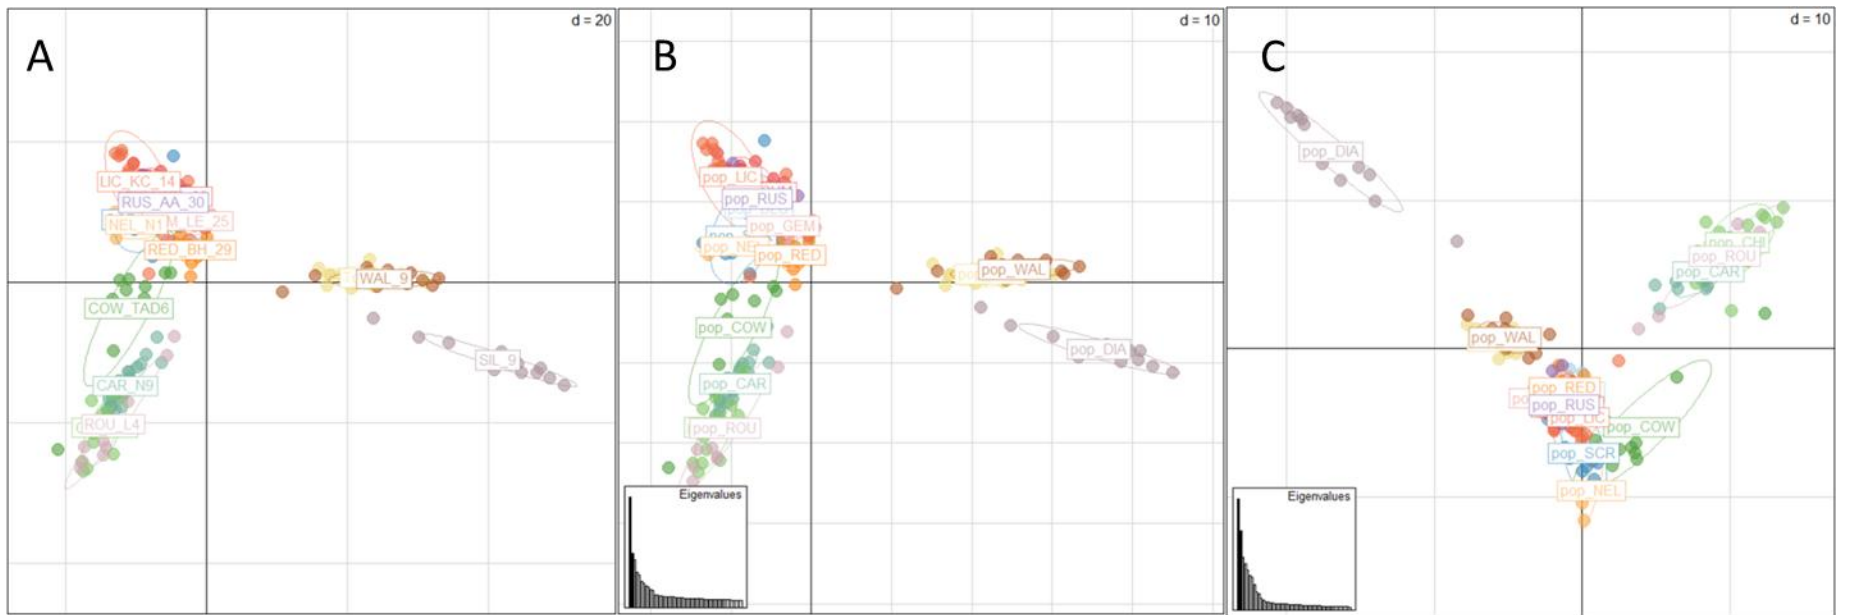 A
d = 20
LIC_KC_14
RUS_AA_30
NEL_N1
M_LE_25
RED_BH_29
WAL_9
COW_TAD6
SIL_9
CAR_N9
ROU_L4
B
d = 10
pop_LIC
pop_RUS
pop_GEM
pop_RED
pop_WAL
pop_COW
pop_DIA
pop_CAR
pop_ROU
Eigenvalues
C
d = 10
pop_DIA
pop_CHI
pop_ROU
pop_CAR
pop_WAL
pop_RED
pop_RUS
pop_LIC
pop_COW
pop_SCR
pop_NEL
Eigenvalues